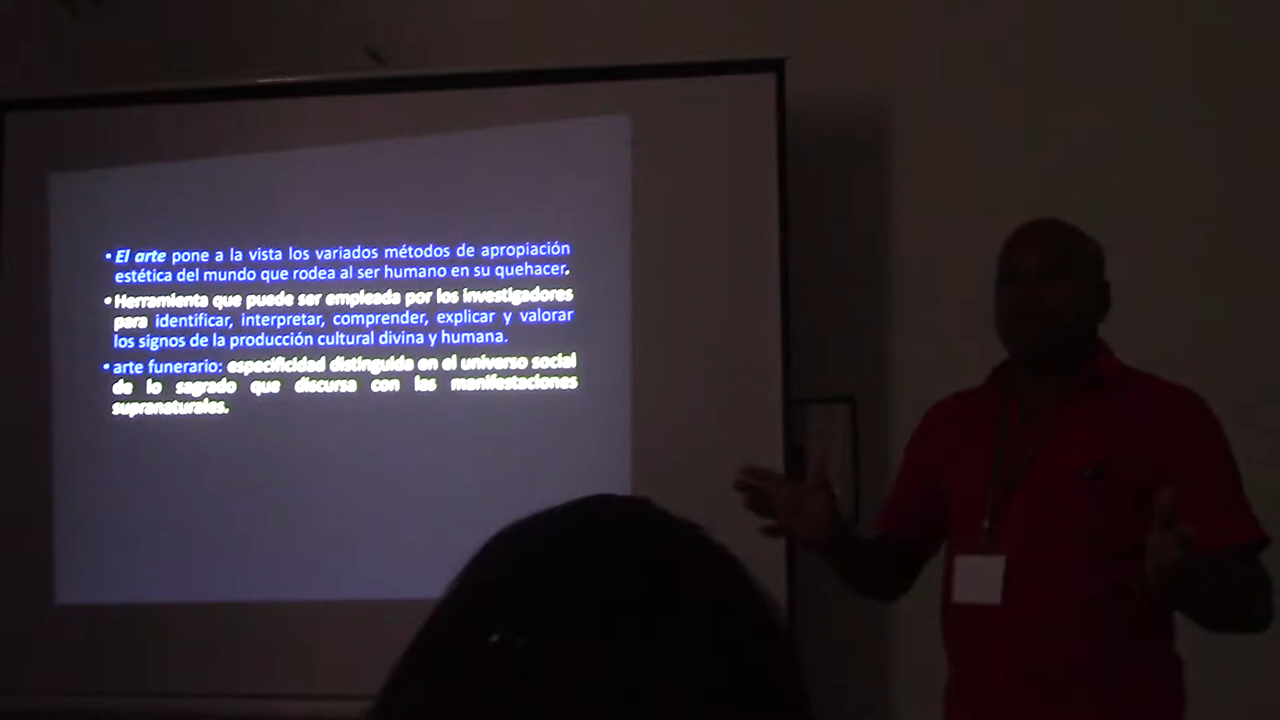 • El arte pone a la vista los variados métodos de apropiación
estética del mundo que rodea al ser humano en su quehacer.
• Herramienta que puede ser empleada por los investigadores
para identificar, interpretar, comprender, explicar y valorar
los signos de la producción cultural divina y humana.
• arte funerario: especificidad distinguida en el universo social
de lo sagrado que discursa con las manifestaciones
supranaturales.